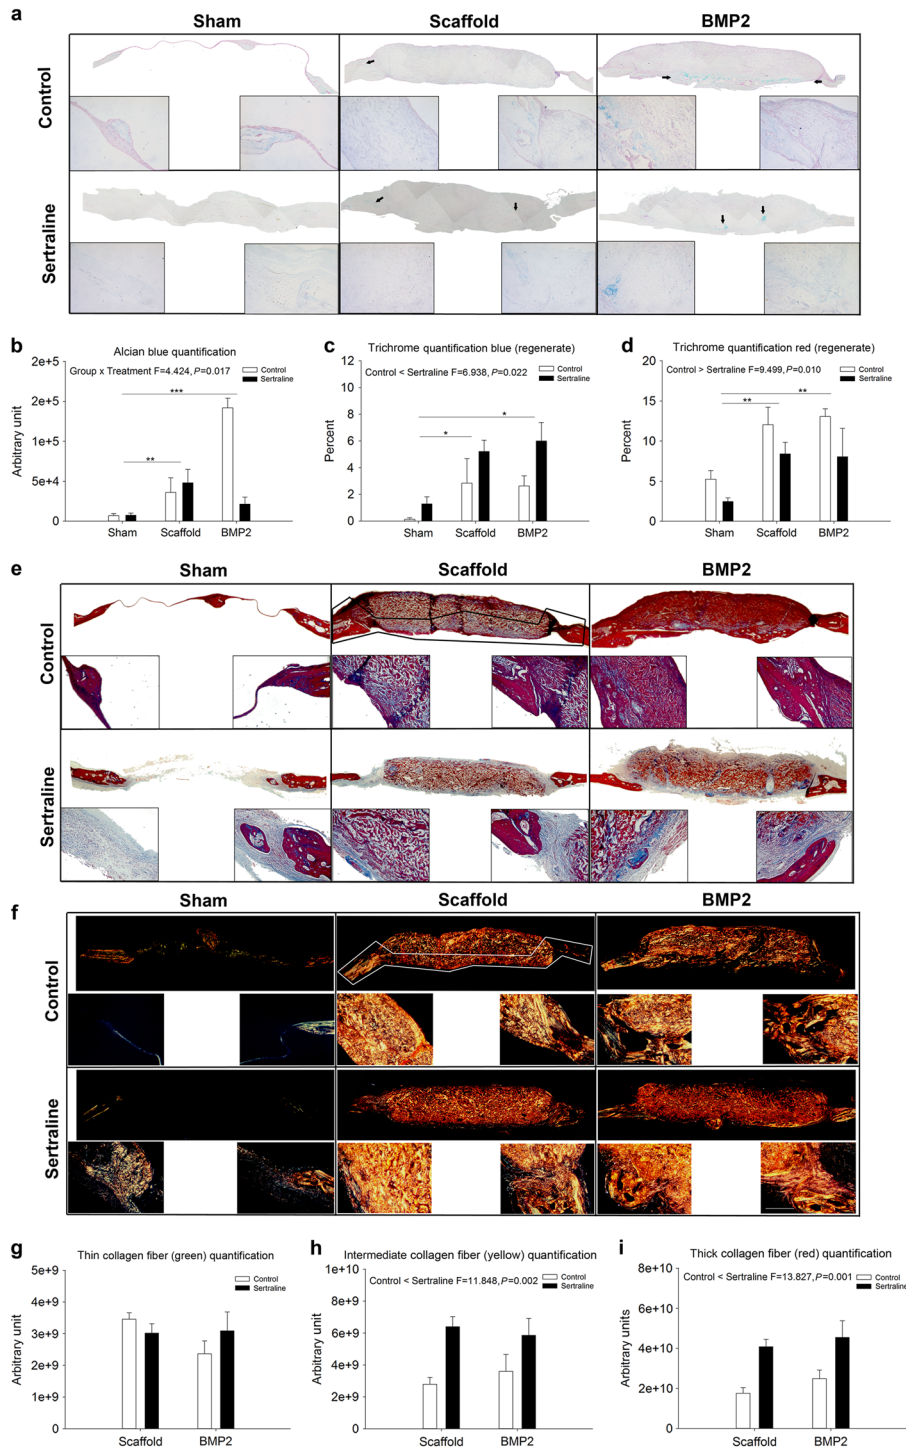 a
Sham Scaffold BMP2
Control
Sertraline
b
Alcian blue quantification
Group x Treatment F=4.424, P=0.017
Control
Sertraline
***
**
2e+5
2e+5
1e+5
5e+4
0
Arbitrary unit
Sham Scaffold BMP2
c
Trichrome quantification blue (regenerate)
Control < Sertraline F=6.938, P=0.022
Control
Sertraline
*
*
12
10
8
6
4
2
0
Percent
Sham Scaffold BMP2
d
Trichrome quantification red (regenerate)
Control > Sertraline F=9.499, P=0.010
Control
Sertraline
**
**
20
15
10
5
0
Percent
Sham Scaffold BMP2
e
Sham Scaffold BMP2
Control
Sertraline
f
Sham Scaffold BMP2
Control
Sertraline
g
Thin collagen fiber (green) quantification
Control
Sertraline
5e+9
4e+9
3e+9
2e+9
1e+9
0
Arbitrary unit
Scaffold BMP2
h
Intermediate collagen fiber (yellow) quantification
Control < Sertraline F=11.848, P=0.002
Control
Sertraline
1e+10
8e+9
6e+9
4e+9
2e+9
0
Arbitrary unit
Scaffold BMP2
i
Thick collagen fiber (red) quantification
Control < Sertraline F=13.827, P=0.001
Control
Sertraline
8e+10
6e+10
4e+10
2e+10
0
Arbitrary units
Scaffold BMP2